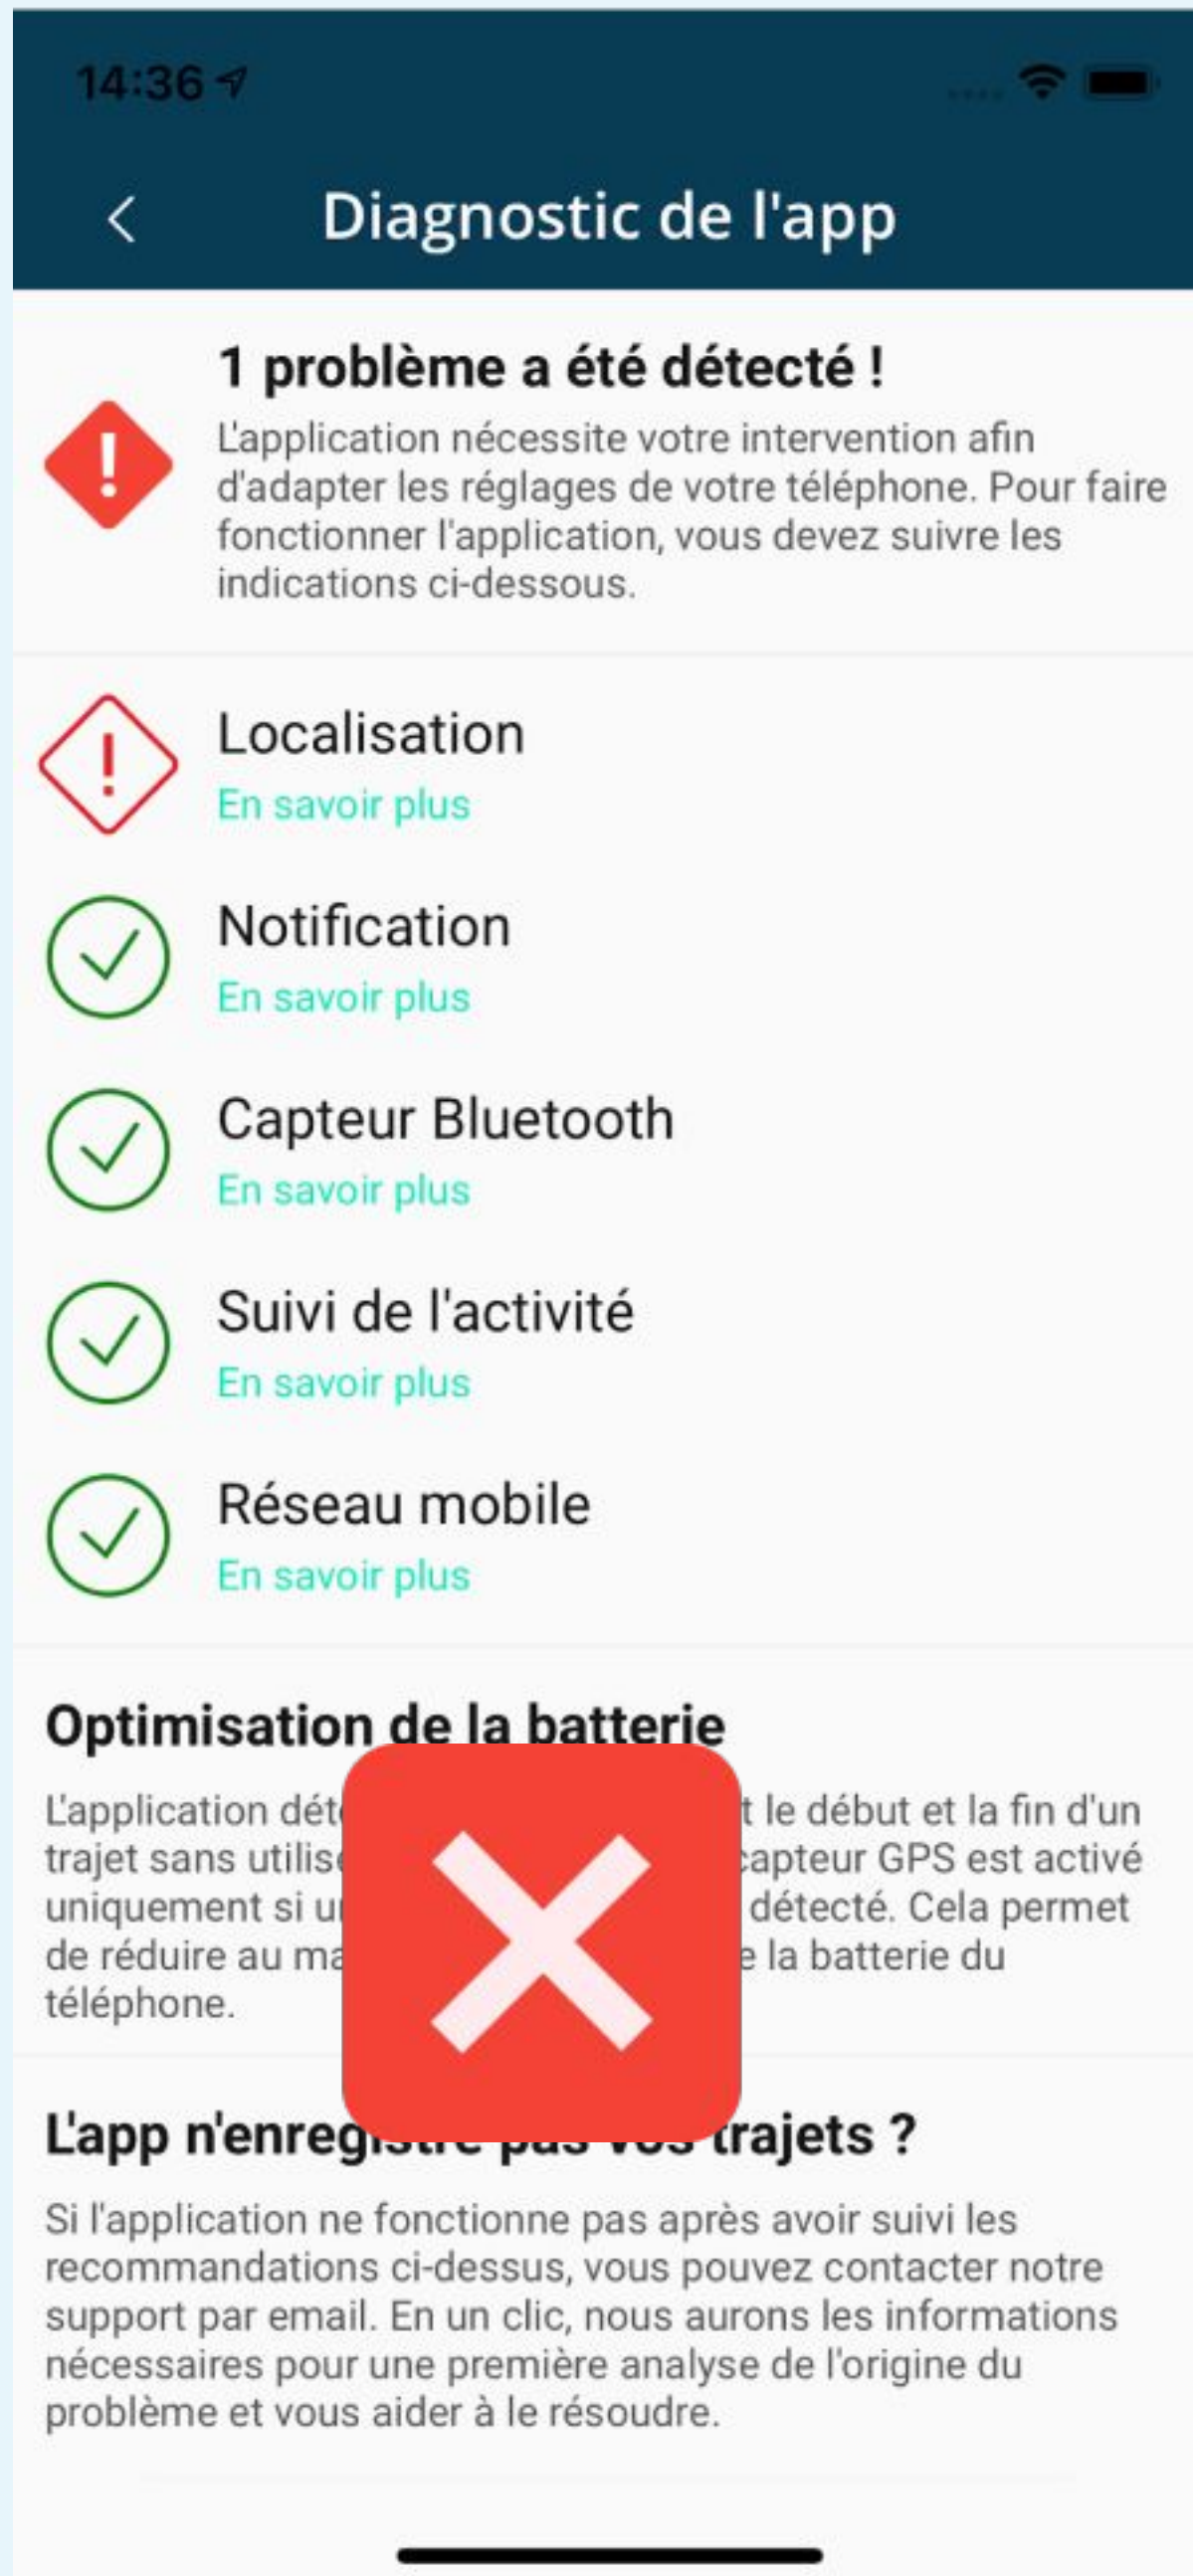 14:36
Diagnostic de l'app
1 problème a été détecté !
L'application nécessite votre intervention afin
d'adapter les réglages de votre téléphone. Pour faire
fonctionner l'application, vous devez suivre les
indications ci-dessous.
Localisation
En savoir plus
Notification
En savoir plus
Capteur Bluetooth
En savoir plus
Suivi de l'activité
En savoir plus
Réseau mobile
En savoir plus
Optimisation de la batterie
L'application le début et la fin d'un
trajet sans capteur GPS est activé
uniquement si détecté. Cela permet
de réduire au la batterie du
téléphone.
L'app n'enregistre pas vos trajets ?
Si l'application ne fonctionne pas après avoir suivi les
recommandations ci-dessus, vous pouvez contacter notre
support par email. En un clic, nous aurons les informations
nécessaires pour une première analyse de l'origine du
problème et vous aider à le résoudre.